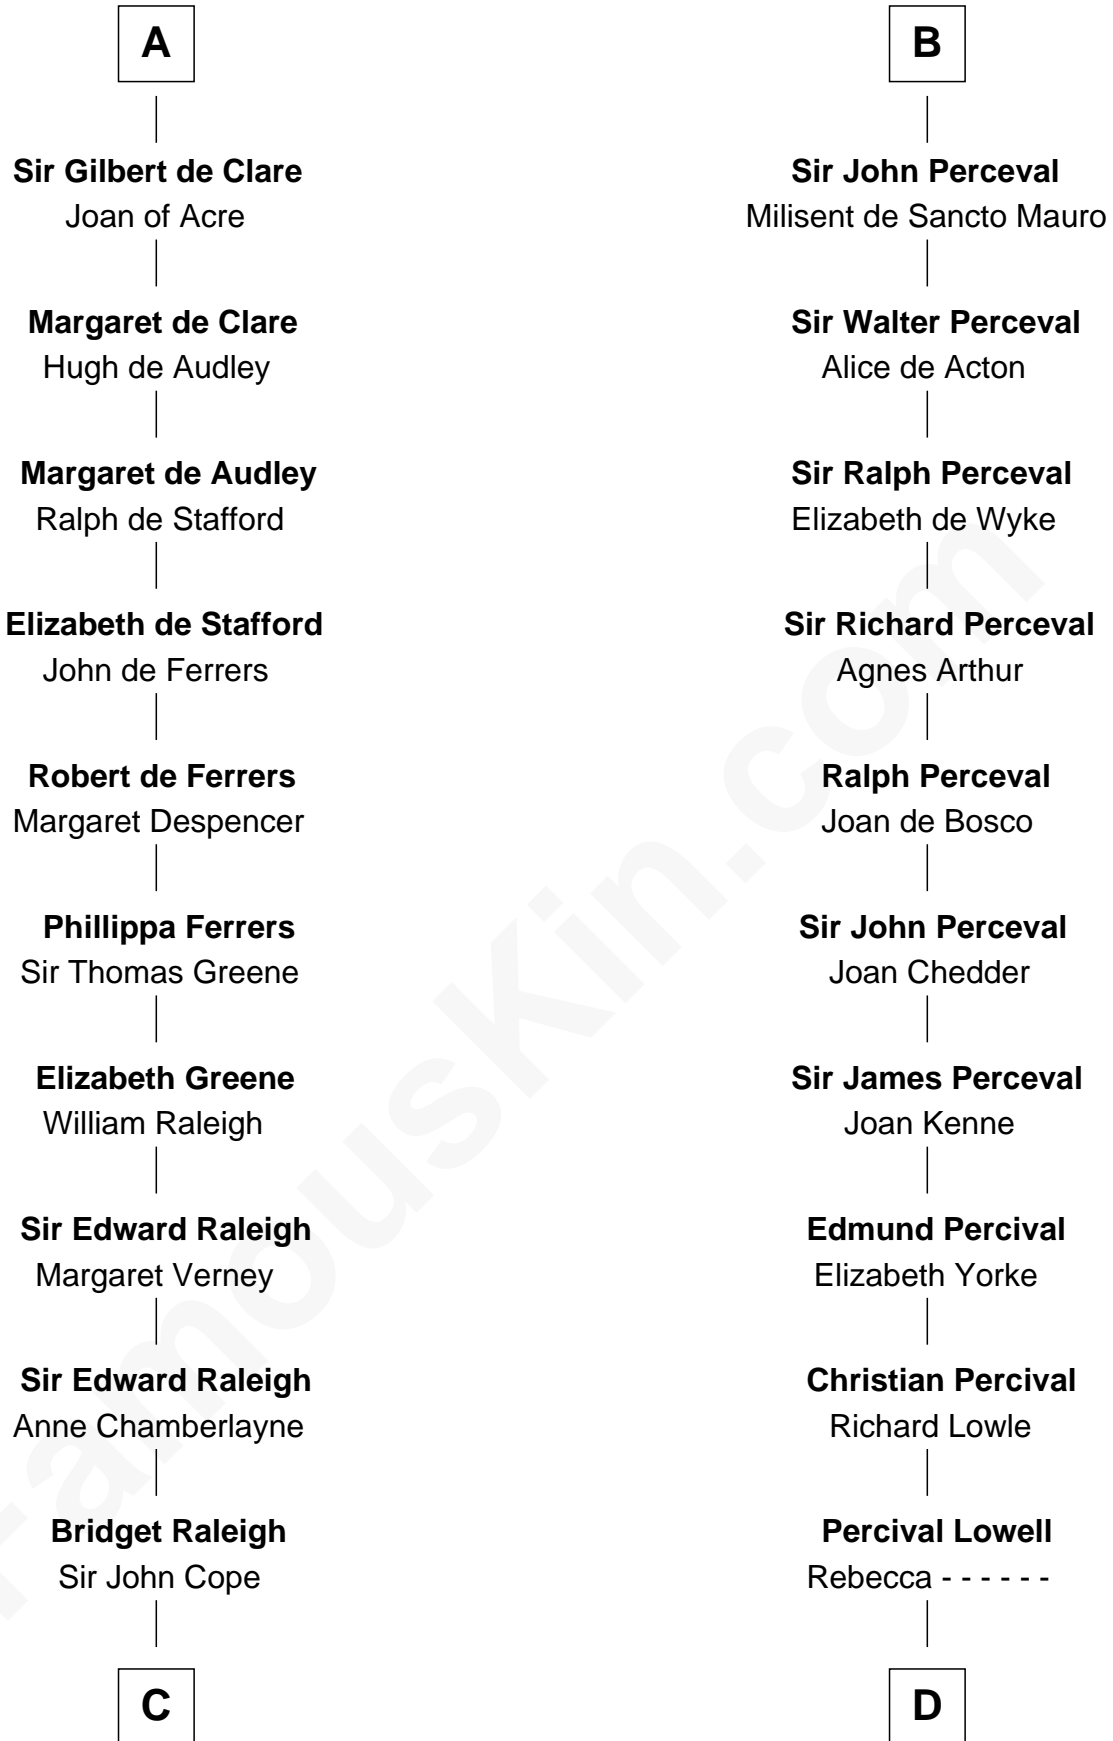 A
Sir Gilbert de Clare
Joan of Acre
Margaret de Clare
Hugh de Audley
Margaret de Audley
Ralph de Stafford
Elizabeth de Stafford
John de Ferrers
Robert de Ferrers
Margaret Despencer
Phillippa Ferrers
Sir Thomas Greene
Elizabeth Greene
William Raleigh
Sir Edward Raleigh
Margaret Verney
Sir Edward Raleigh
Anne Chamberlayne
Bridget Raleigh
Sir John Cope
C
B
Sir John Perceval
Milisent de Sancto Mauro
Sir Walter Perceval
Alice de Acton
Sir Ralph Perceval
Elizabeth de Wyke
Sir Richard Perceval
Agnes Arthur
Ralph Perceval
Joan de Bosco
Sir John Perceval
Joan Chedder
Sir James Perceval
Joan Kenne
Edmund Percival
Elizabeth Yorke
Christian Percival
Richard Lowle
Percival Lowell
Rebecca - - - - - -
D
FamousKin.com